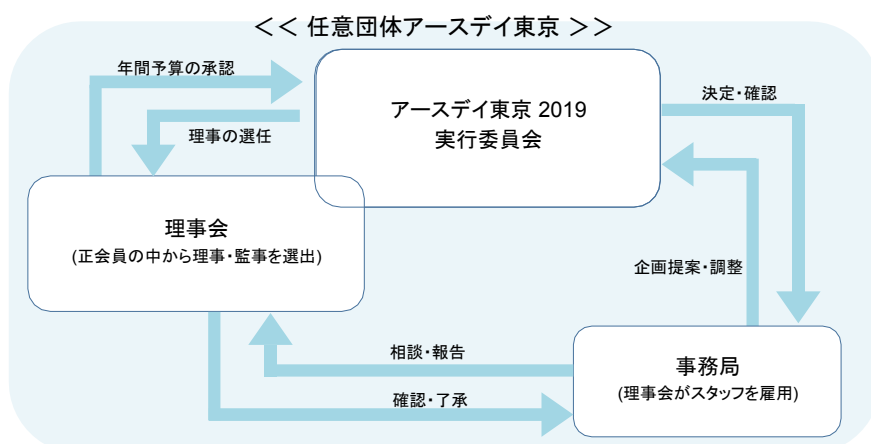 ＜＜ 任意団体アースデイ東京 ＞＞
年間予算の承認
アースデイ東京 2019
実行委員会
決定・確認
理事の選任
理事会
(正会員の中から理事・監事を選出)
企画提案・調整
相談・報告
事務局
(理事会がスタッフを雇用)
確認・了承